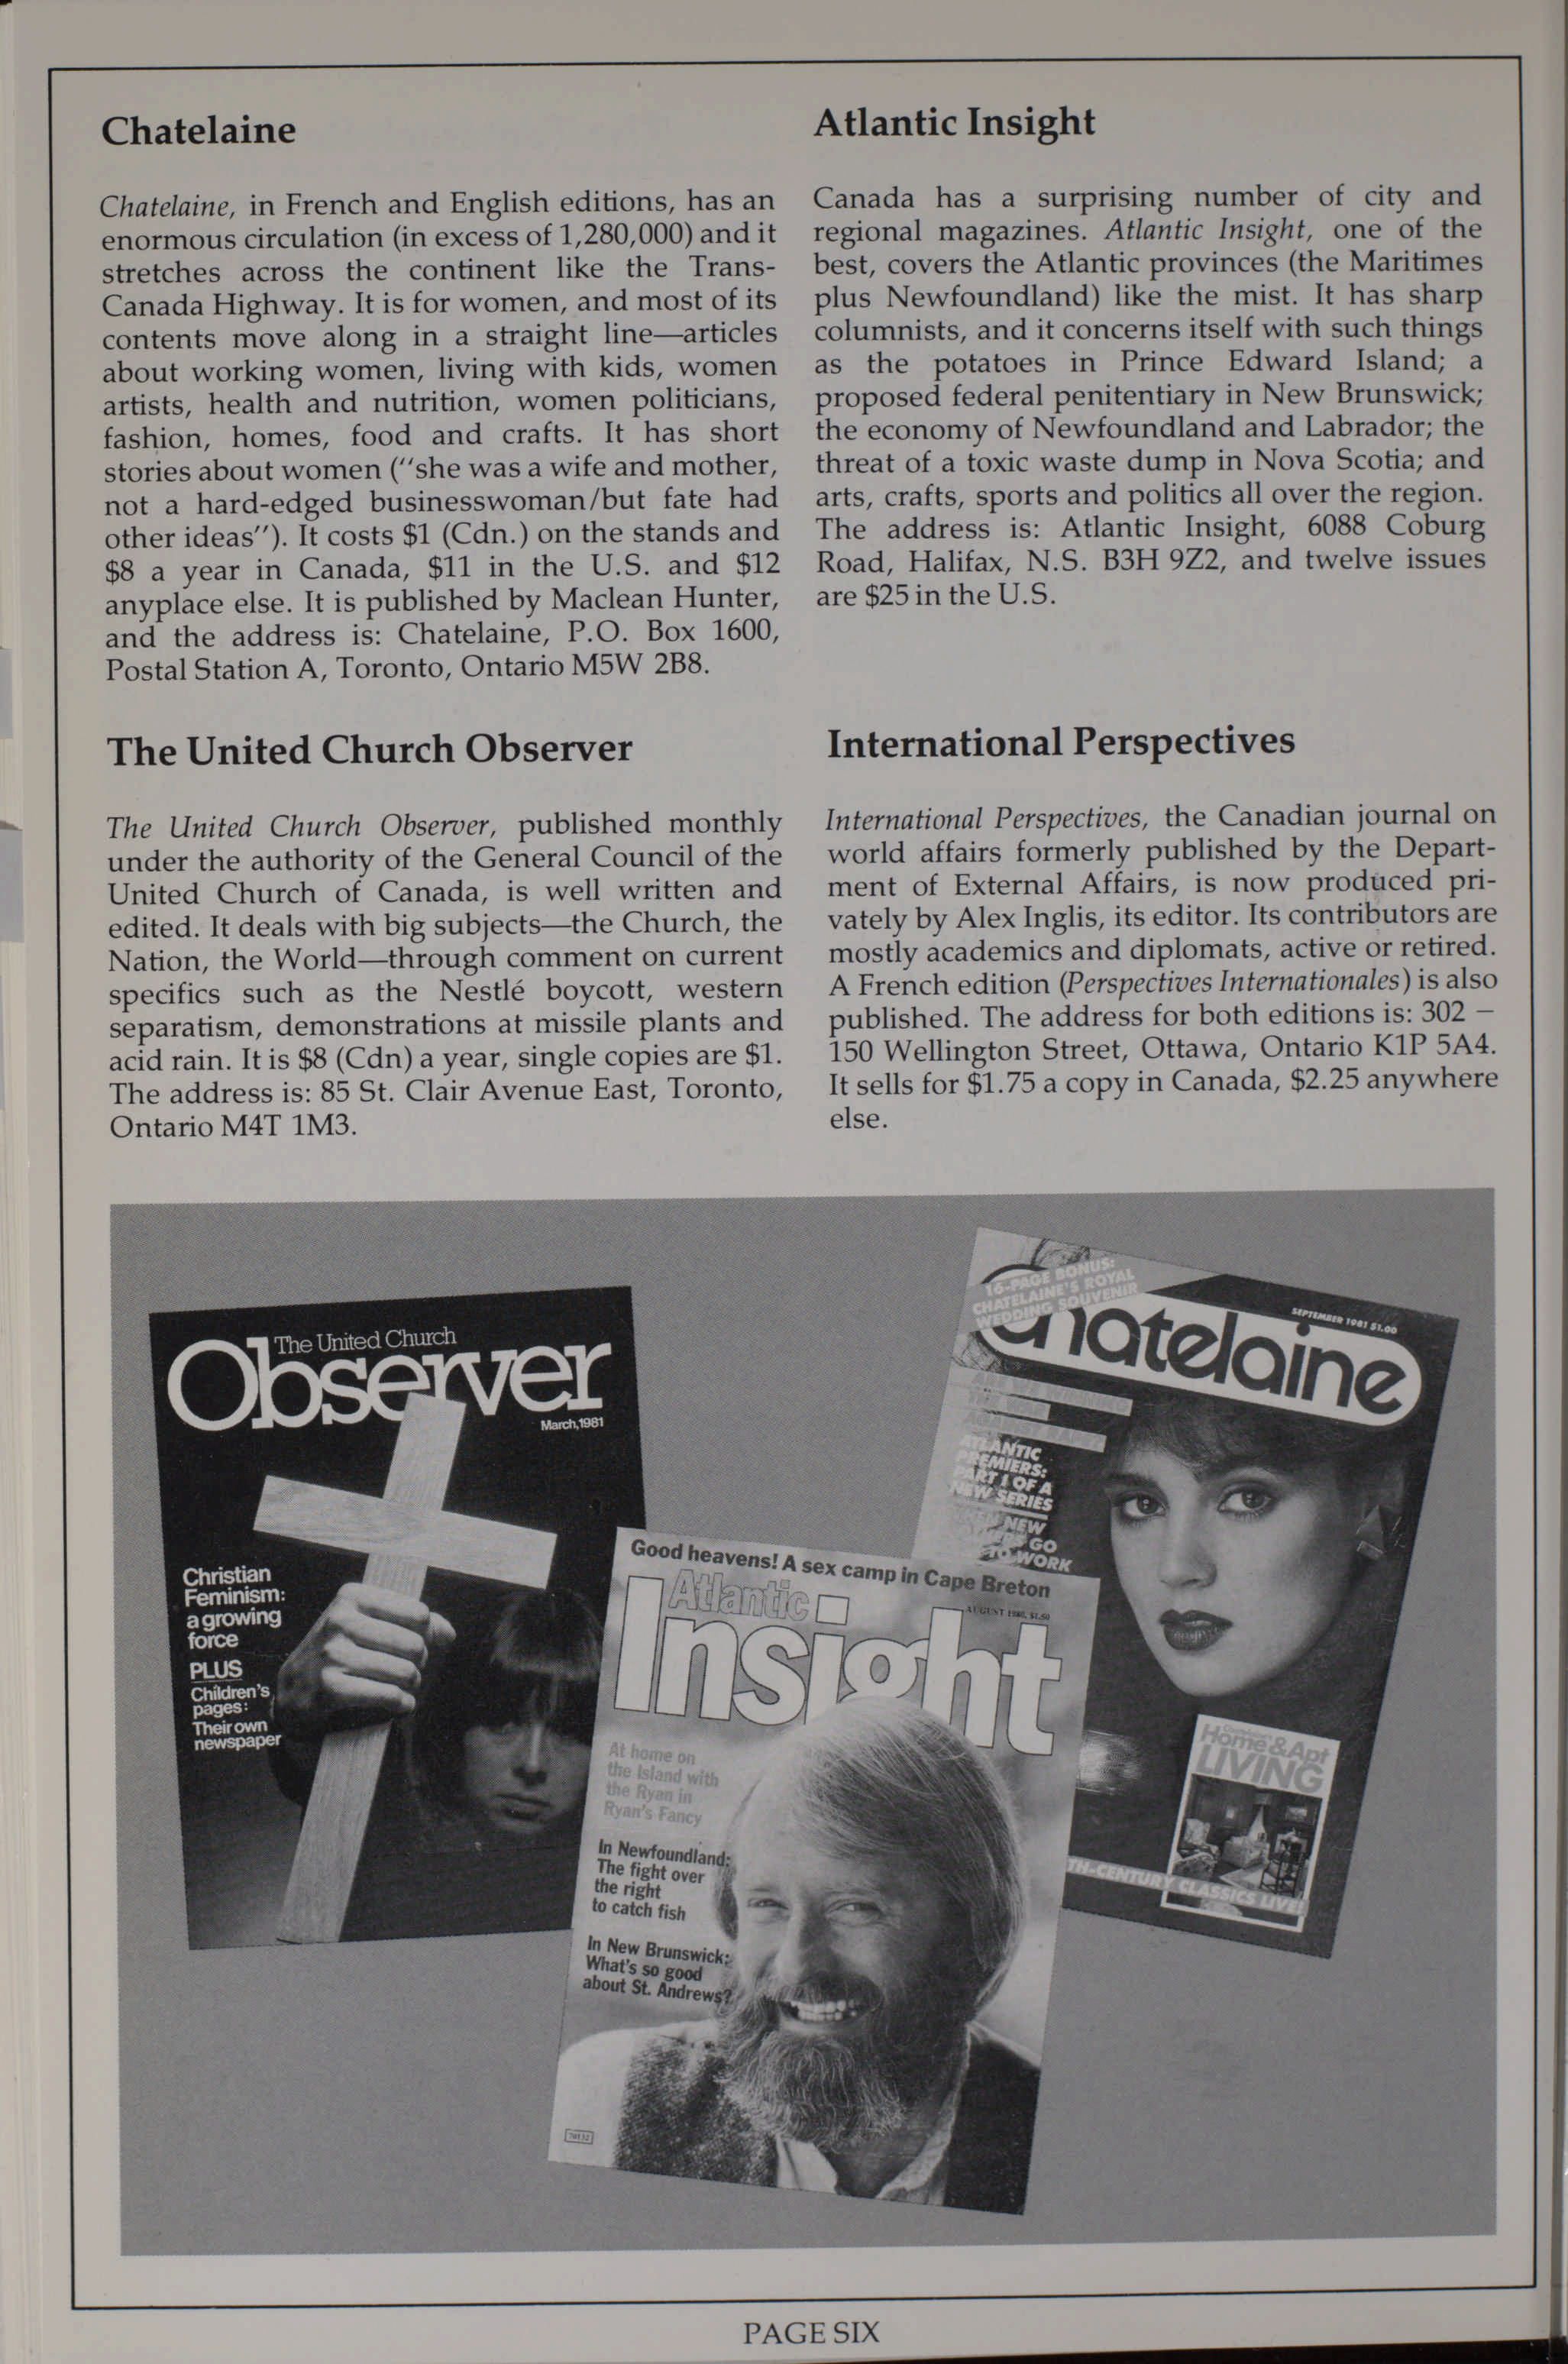 Chatelaine
Chatelaine, in French and English editions, has an
enormous circulation (in excess of 1,280,000) and it
stretches across the continent like the Trans-
Canada Highway. It is for women, and most of its
contents move along in a straight line—articles
about working women, living with kids, women
artists, health and nutrition, women politicians,
fashion, homes, food and crafts. It has short
stories about women ("she was a wife and mother,
not a hard-edged businesswoman/but fate had
other ideas"). It costs $1 (Cdn.) on the stands and
$8 a year in Canada, $11 in the U.S. and $12
anyplace else. It is published by Maclean Hunter,
and the address is: Chatelaine, P.O. Box 1600,
Postal Station A, Toronto, Ontario M5W 2B8.
The United Church Observer
The United Church Observer, published monthly
under the authority of the General Council of the
United Church of Canada, is well written and
edited. It deals with big subjects—the Church, the
Nation, the World—through comment on current
specifics such as the Nestlé boycott, western
separatism, demonstrations at missile plants and
acid rain. It is $8 (Cdn) a year, single copies are $1.
The address is: 85 St. Clair Avenue East, Toronto,
Ontario M4T 1M3.
Atlantic Insight
Canada has a surprising number of city and
regional magazines. Atlantic Insight, one of the
best, covers the Atlantic provinces (the Maritimes
plus Newfoundland) like the mist. It has sharp
columnists, and it concerns itself with such things
as the potatoes in Prince Edward Island; a
proposed federal penitentiary in New Brunswick;
the economy of Newfoundland and Labrador; the
threat of a toxic waste dump in Nova Scotia; and
arts, crafts, sports and politics all over the region.
The address is: Atlantic Insight, 6088 Coburg
Road, Halifax, N.S. B3H 9Z2, and twelve issues
are $25 in the U.S.
International Perspectives
International Perspectives, the Canadian journal on
world affairs formerly published by the Depart-
ment of External Affairs, is now produced pri-
vately by Alex Inglis, its editor. Its contributors are
mostly academics and diplomats, active or retired.
A French edition (Perspectives Internationales) is also
published. The address for both editions is: 302 –
150 Wellington Street, Ottawa, Ontario K1P 5A4.
It sells for $1.75 a copy in Canada, $2.25 anywhere
else.
The United Church
Observer
March, 1981
Christian
Feminism:
a growing
force
PLUS
Children's
pages:
Their own
newspaper
Good heavens! A sex camp in Cape Breton
Atlantic
Insight
AUGUST
At home on
the Island with
the Ryan in
Ryan's Fancy
In Newfoundland:
The fight over
the right
to catch fish
In New Brunswick:
What's so good
about St. Andrews?
16-PAGE BONUS:
CHATELAINE'S ROYAL
WEDDING SOUVENIR
SEPTEMBER 1981 $1.00
Chatelaine
ATLANTIC
PREMIERS:
PART 1 OF A
NEW SERIES
NEW
GO
TO WORK
Home & Apt
LIVING
TH-CENTURY CLASSICS LIVE
PAGE SIX